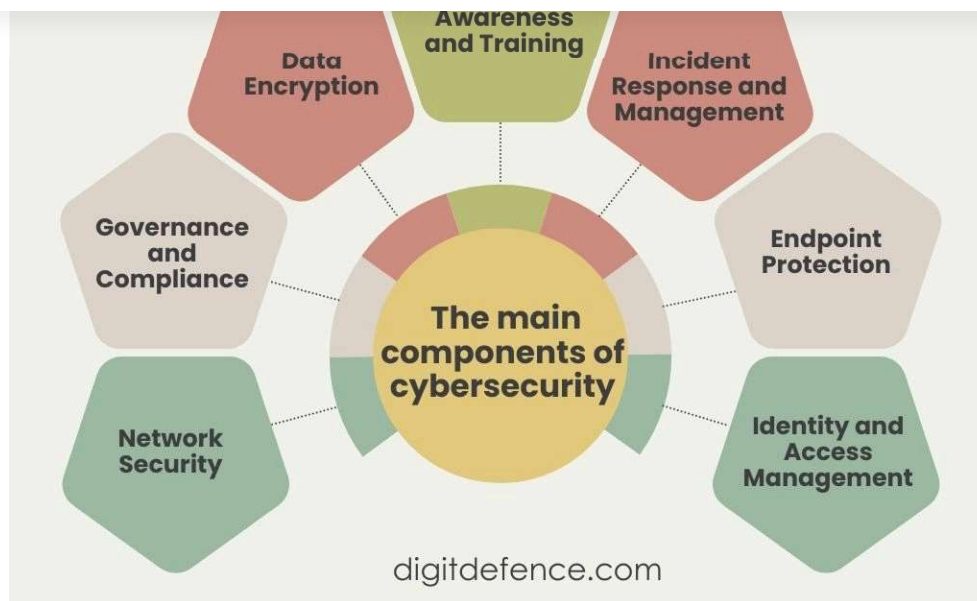 Awareness
and Training
Data
Encryption
Incident
Response and
Management
Governance
and
Compliance
Endpoint
Protection
The main
components of
cybersecurity
Network
Security
Identity and
Access
Management
digitdefence.com